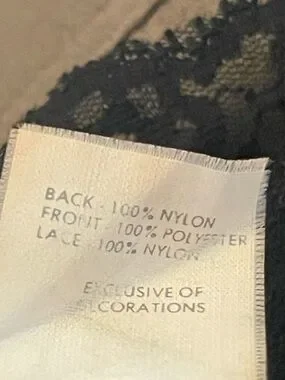 BACK - 100% NYLON
FRONT - 100% POLYESTER
LACE - 100% NYLON
EXCLUSIVE OF
DECORATIONS